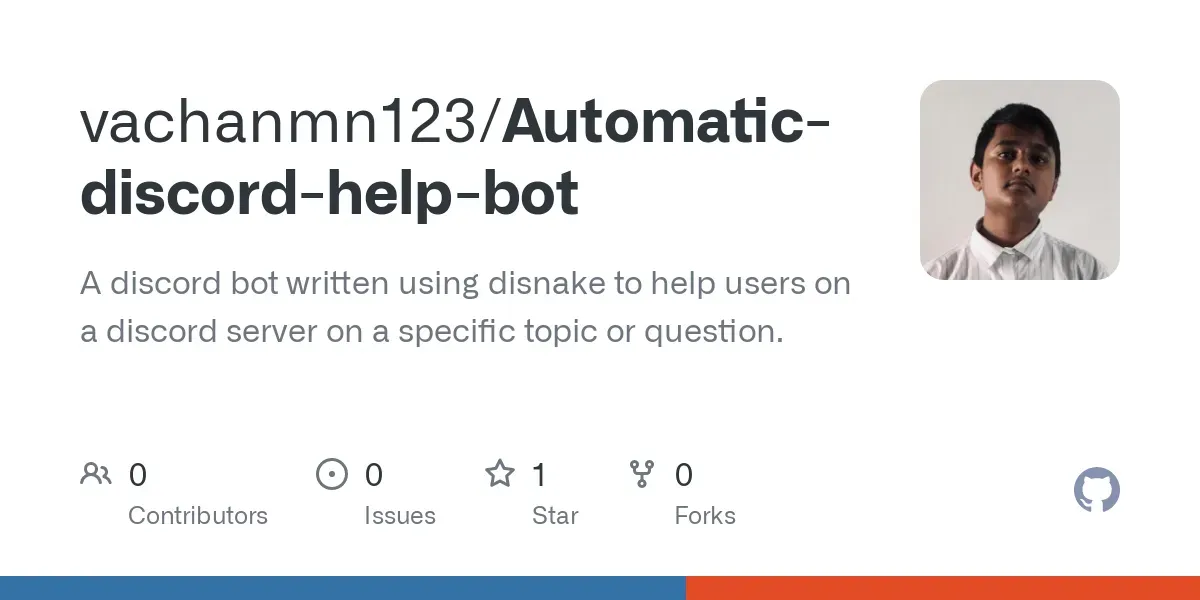 vachanmn123/Automatic-
discord-help-bot
A discord bot written using disnake to help users on
a discord server on a specific topic or question.
0
Contributors
0
Issues
1
Star
0
Forks